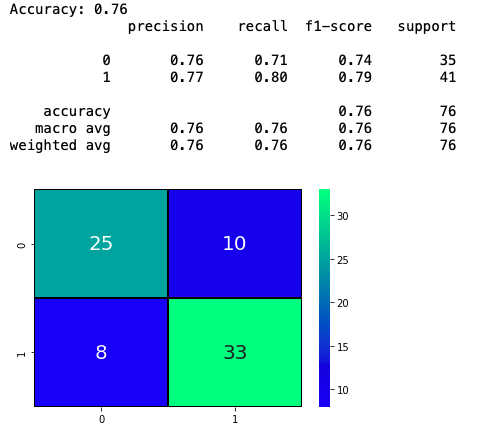 Accuracy: 0.76
precision recall f1-score support
0 0.76 0.71 0.74 35
1 0.77 0.80 0.79 41
accuracy 0.76 76
macro avg 0.76 0.76 0.76 76
weighted avg 0.76 0.76 0.76 76
0
25 10
1
8 33
0 1
30
25
20
15
10